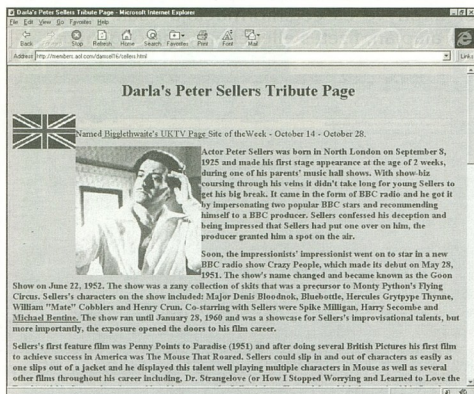 Darla's Peter Sellers Tribute Page - Microsoft Internet Explorer
File Edit View Go Favorites Help
Back Stop Refresh Home Search Favorites Print Font Mail
Address http://members.aol.com/damsel16/sellers.html Links
Darla's Peter Sellers Tribute Page
Named Bigglethwaite's UKTV Page Site of theWeek - October 14 - October 28.
Actor Peter Sellers was born in North London on September 8,
1925 and made his first stage appearance at the age of 2 weeks,
during one of his parents' music hall shows. With show-biz
coursing through his veins it didn't take long for young Sellers to
get his big break. It came in the form of BBC radio and he got it
by impersonating two popular BBC stars and recommending
himself to a BBC producer. Sellers confessed his deception and
being impressed that Sellers had put one over on him, the
producer granted him a spot on the air.
Soon, the impressionists' impressionist went on to star in a new
BBC radio show Crazy People, which made its debut on May 28,
1951. The show's name changed and became known as the Goon
Show on June 22, 1952. The show was a zany collection of skits that was a precursor to Monty Python's Flying
Circus. Sellers's characters on the show included: Major Denis Bloodnok, Bluebottle, Hercules Grytpype Thynne,
William "Mate" Cobblers and Henry Crun. Co-starring with Sellers were Spike Milligan, Harry Secombe and
Michael Bentine. The show ran until January 28, 1960 and was a showcase for Sellers's improvisational talents, but
more importantly, the exposure opened the doors to his film career.
Sellers's first feature film was Penny Points to Paradise (1951) and after doing several British Pictures his first film
to achieve success in America was The Mouse That Roared. Sellers could slip in and out of characters as easily as
one slips out of a jacket and he displayed this talent well playing multiple characters in Mouse as well as several
other films throughout his career including, Dr. Strangelove (or How I Stopped Worrying and Learned to Love the